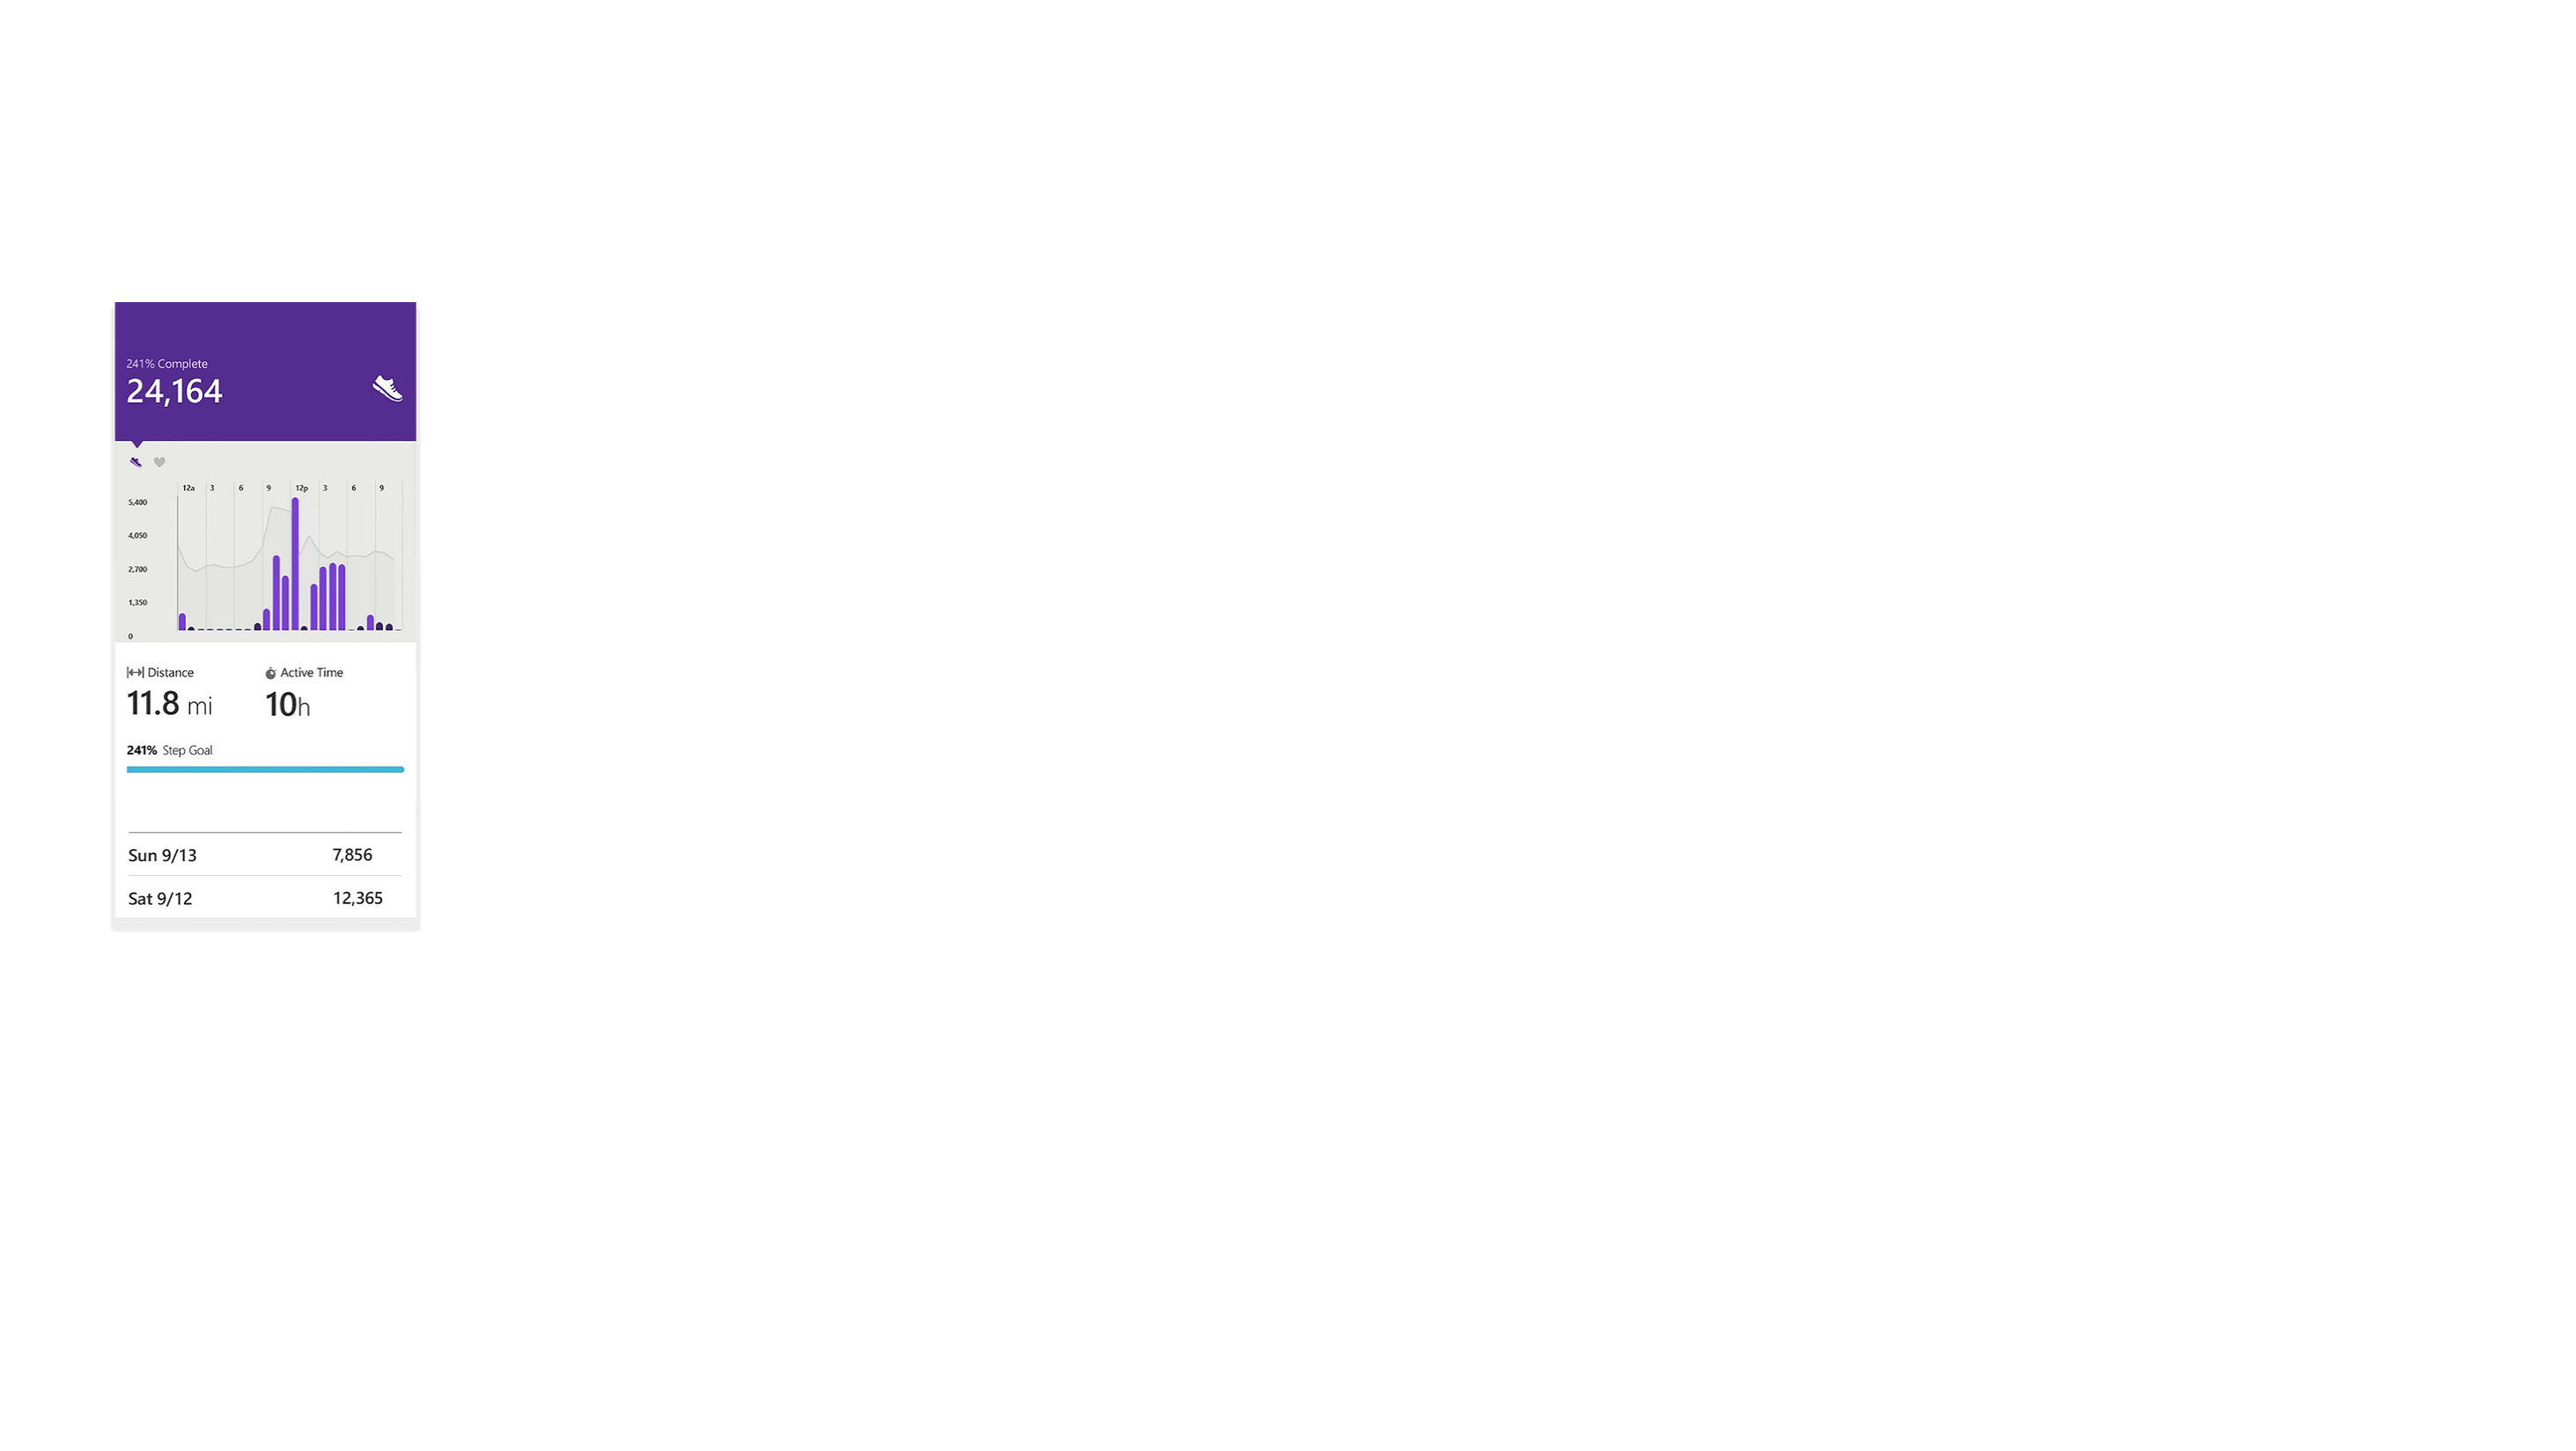 241% Complete
24,164
12a 3 6 9 12p 3 6 9
5,400
4,050
2,700
1,350
0
Distance Active Time
11.8 mi 10h
241% Step Goal
Sun 9/13 7,856
Sat 9/12 12,365